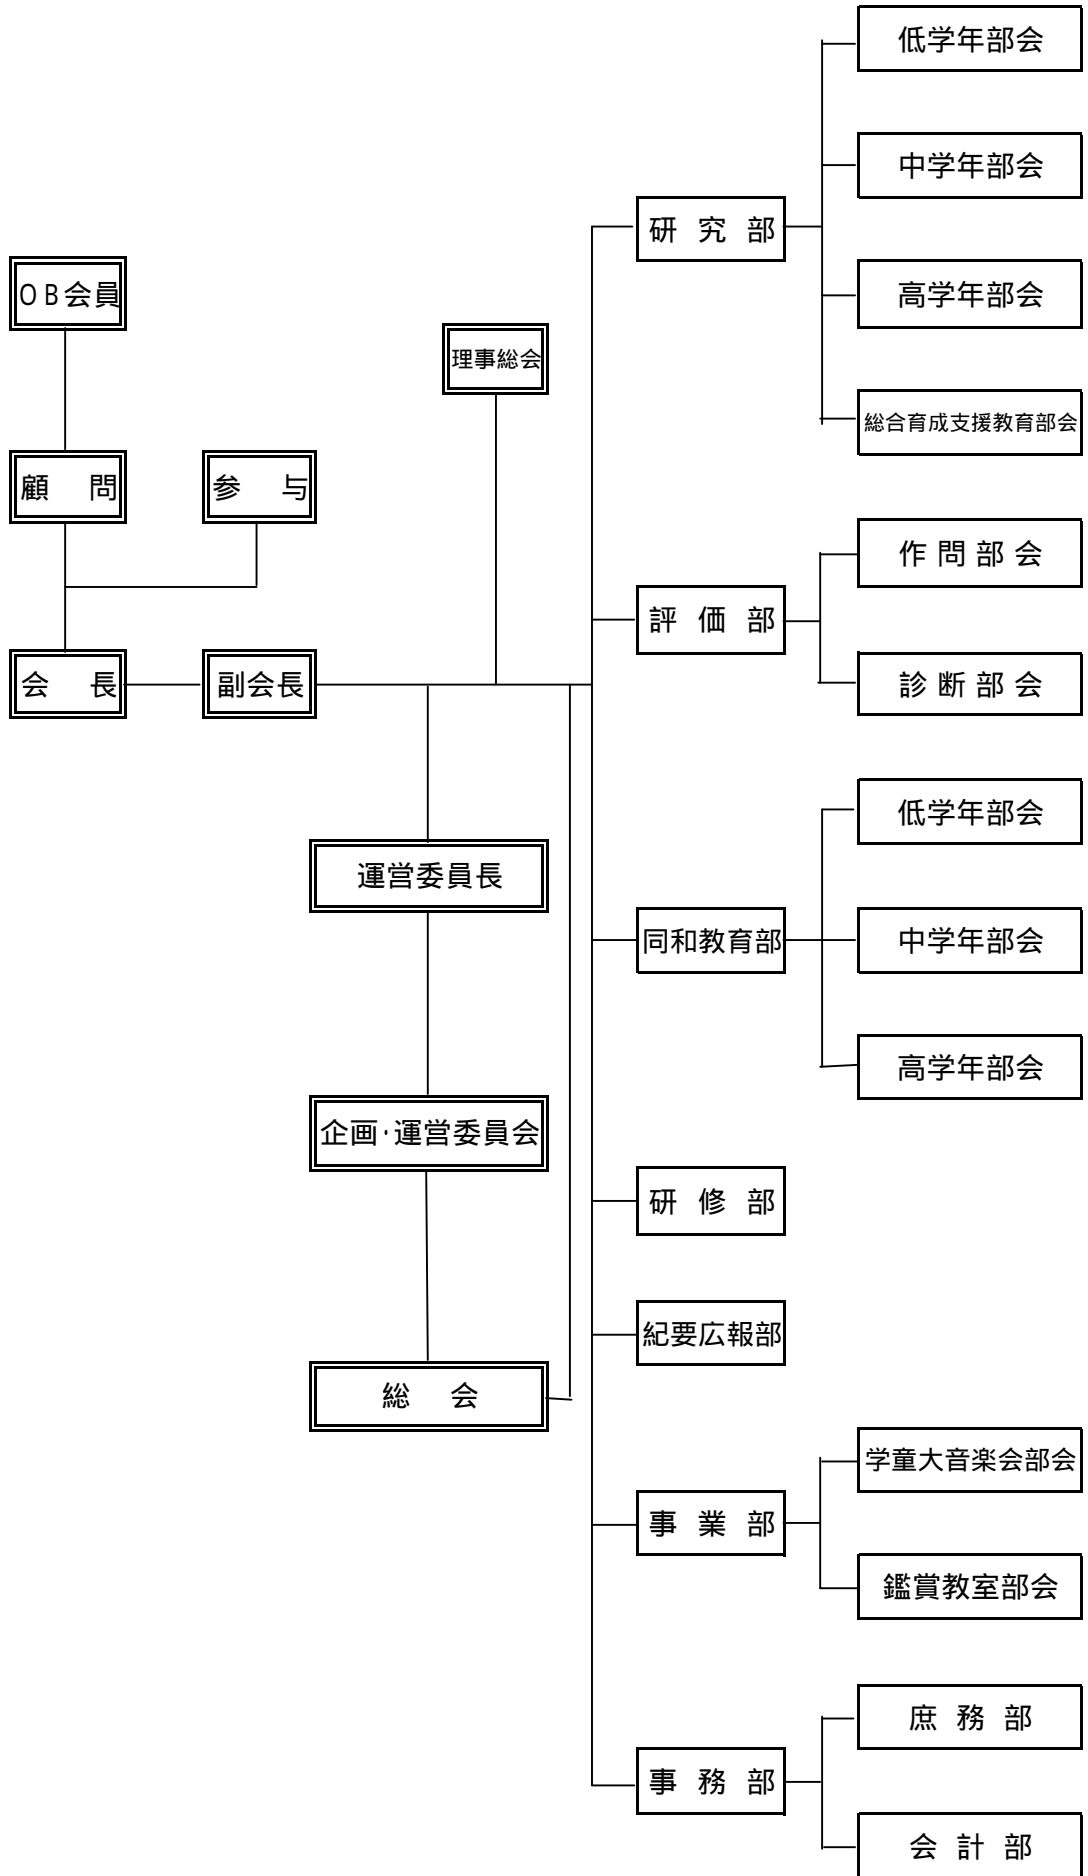 OB会員
顧 問
参 与
会 長
副会長
理事総会
運営委員長
企画・運営委員会
総 会
研 究 部
低学年部会
中学年部会
高学年部会
総合育成支援教育部会
評 価 部
作 問 部 会
診 断 部 会
同和教育部
低学年部会
中学年部会
高学年部会
研 修 部
紀要広報部
事 業 部
学童大音楽会部会
鑑賞教室部会
事 務 部
庶 務 部
会 計 部